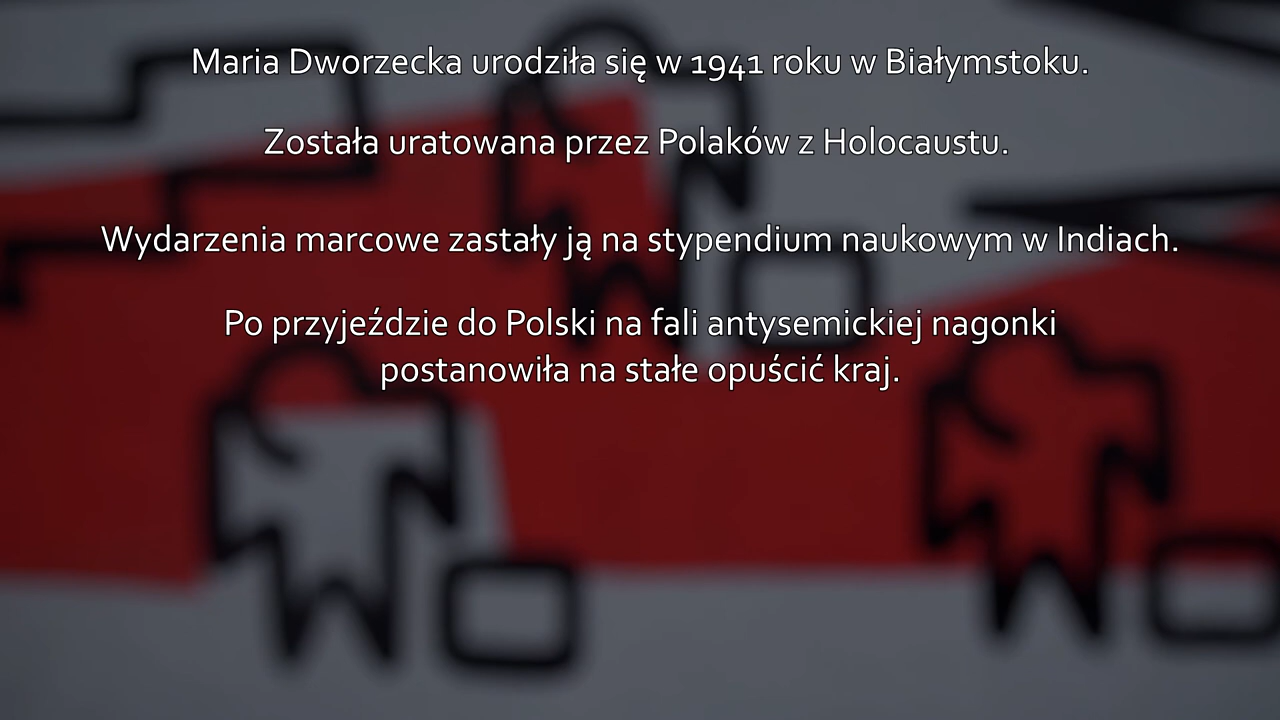 Maria Dworzecka urodziła się w 1941 roku w Białymstoku.
Została uratowana przez Polaków z Holocaustu.
Wydarzenia marcowe zastały ją na stypendium naukowym w Indiach.
Po przyjeździe do Polski na fali antysemickiej nagonki
postanowiła na stałe opuścić kraj.